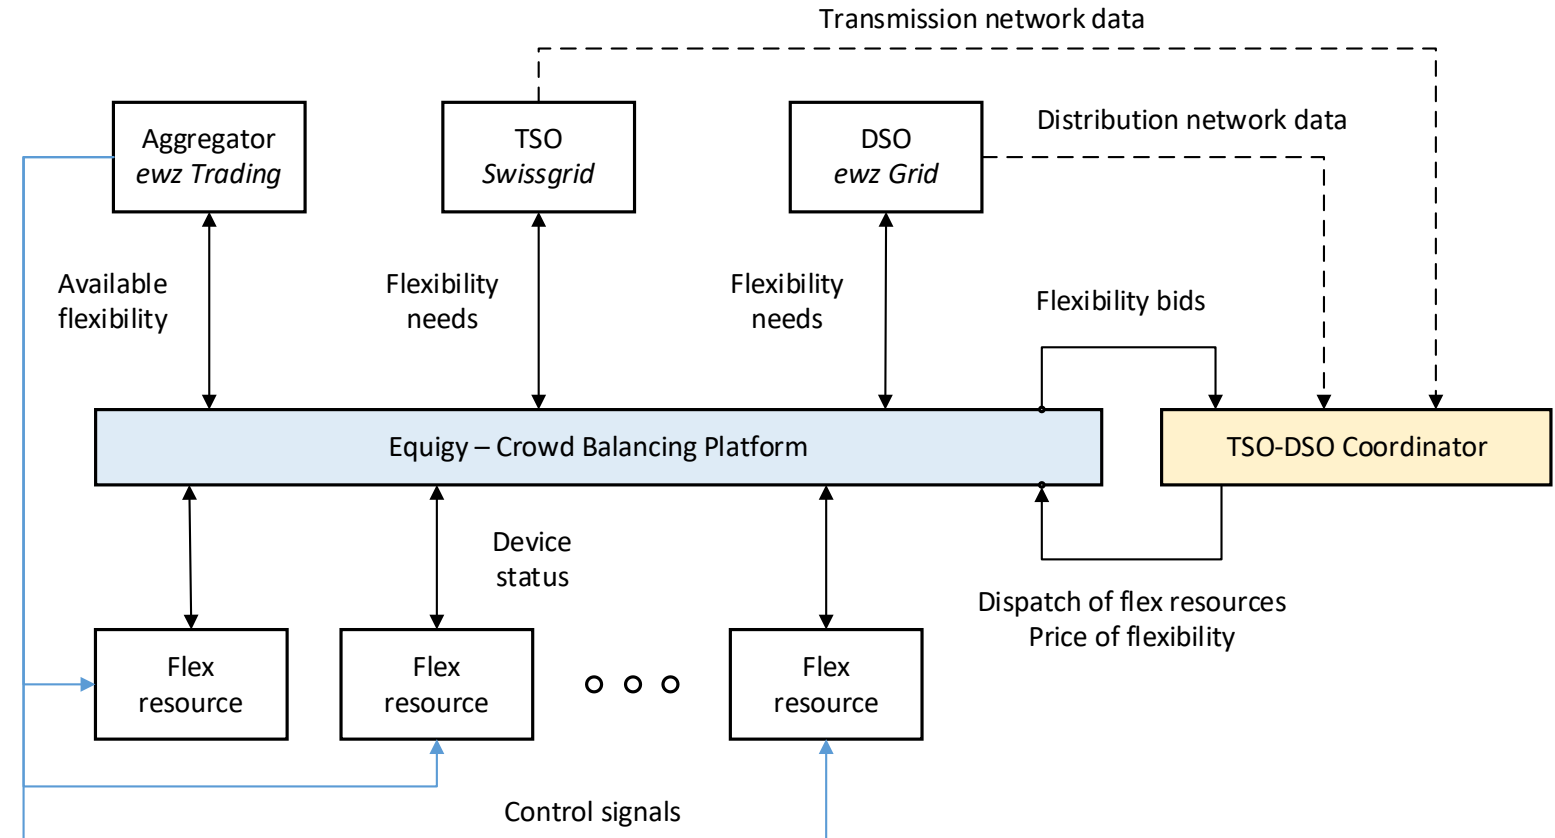 Transmission network data
Aggregator
ewz Trading
TSO
Swissgrid
DSO
ewz Grid
Distribution network data
Available
flexibility
Flexibility
needs
Flexibility
needs
Flexibility bids
Equigy – Crowd Balancing Platform
TSO-DSO Coordinator
Device
status
Dispatch of flex resources
Price of flexibility
Flex
resource
Flex
resource
Flex
resource
Control signals